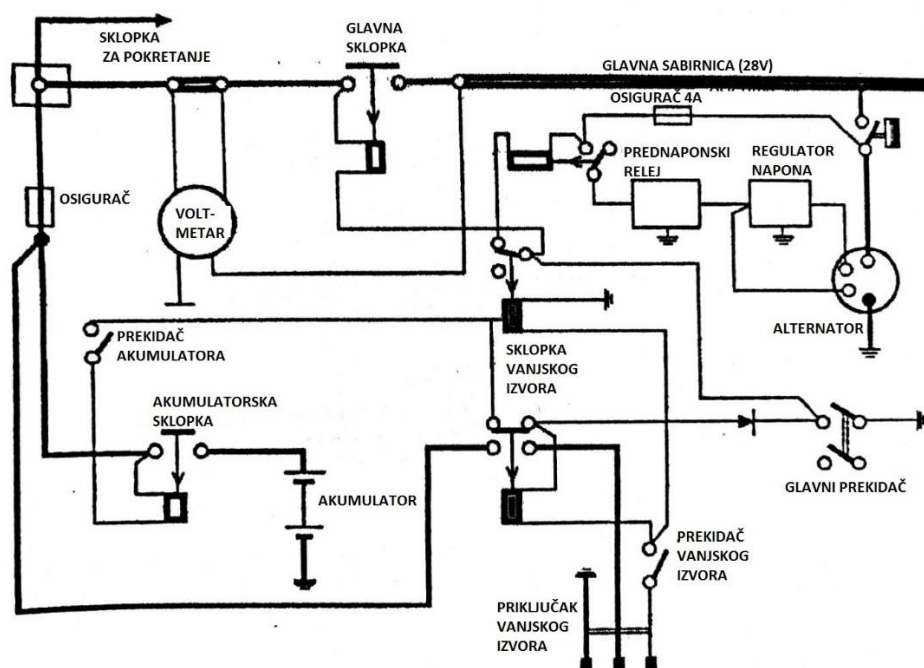 SKLOPKA
ZA POKRETANJE
GLAVNA
SKLOPKA
GLAVNA SABIRNICA (28V)
OSIGURAČ 4A
PREDNAPONSKI
RELEJ
REGULATOR
NAPONA
OSIGURAČ
VOLT-
METAR
ALTERNATOR
PREKIDAČ
AKUMULATORA
SKLOPKA
VANJSKOG
IZVORA
AKUMULATORSKA
SKLOPKA
AKUMULATOR
GLAVNI PREKIDAČ
PREKIDAČ
VANJSKOG
IZVORA
PRIKLJUČAK
VANJSKOG
IZVORA